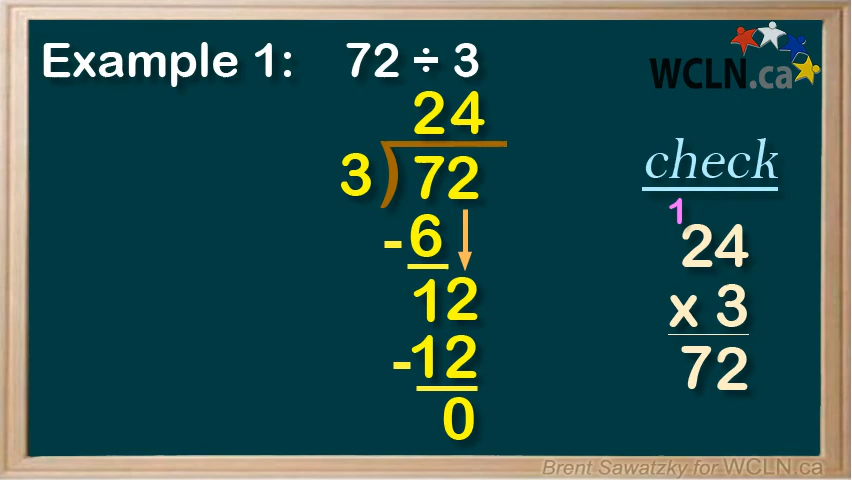 Example 1: 72 ÷ 3
WCLN.ca
24
3 ) 72
- 6
12
-12
0
check
1
24
x 3
72
Brent Sawatzky for WCLN.ca